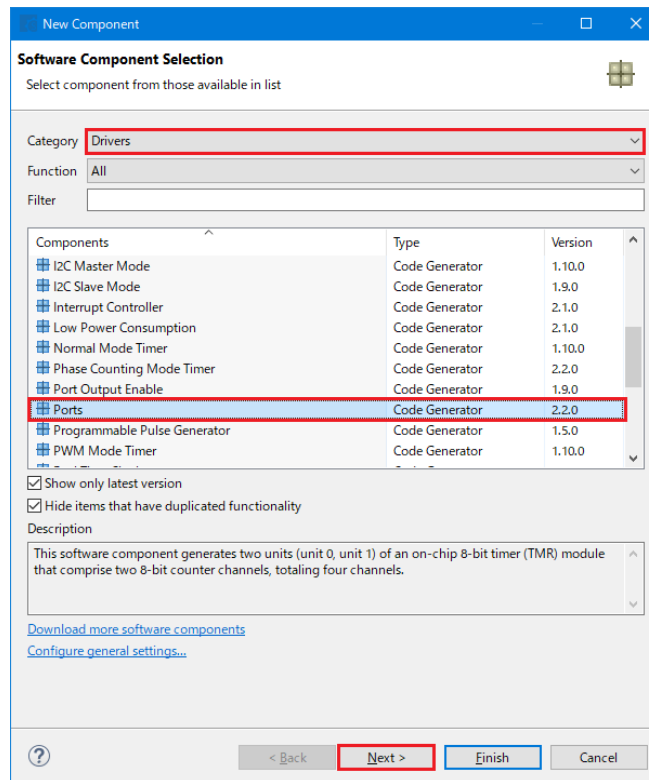 New Component
Software Component Selection
Select component from those available in list
Category Drivers
Function All
Filter
Components Type Version
I2C Master Mode Code Generator 1.10.0
I2C Slave Mode Code Generator 1.9.0
Interrupt Controller Code Generator 2.1.0
Low Power Consumption Code Generator 2.1.0
Normal Mode Timer Code Generator 1.10.0
Phase Counting Mode Timer Code Generator 2.2.0
Port Output Enable Code Generator 1.9.0
Ports Code Generator 2.2.0
Programmable Pulse Generator Code Generator 1.5.0
PWM Mode Timer Code Generator 1.10.0
Show only latest version
Hide items that have duplicated functionality
Description
This software component generates two units (unit 0, unit 1) of an on-chip 8-bit timer (TMR) module
that comprise two 8-bit counter channels, totaling four channels.
Download more software components
Configure general settings...
? < Back Next > Finish Cancel